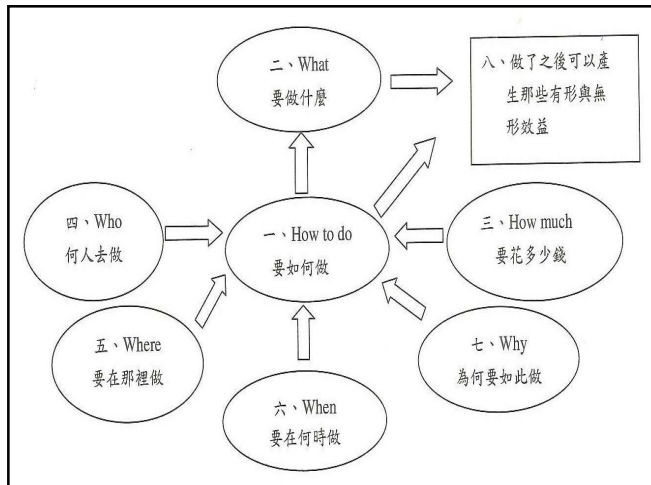 二、What
要做什麼
八、做了之後可以產
生那些有形與無
形效益
四、Who
何人去做
一、How to do
要如何做
三、How much
要花多少錢
五、Where
要在那裡做
六、When
要在何時做
七、Why
為何要如此做